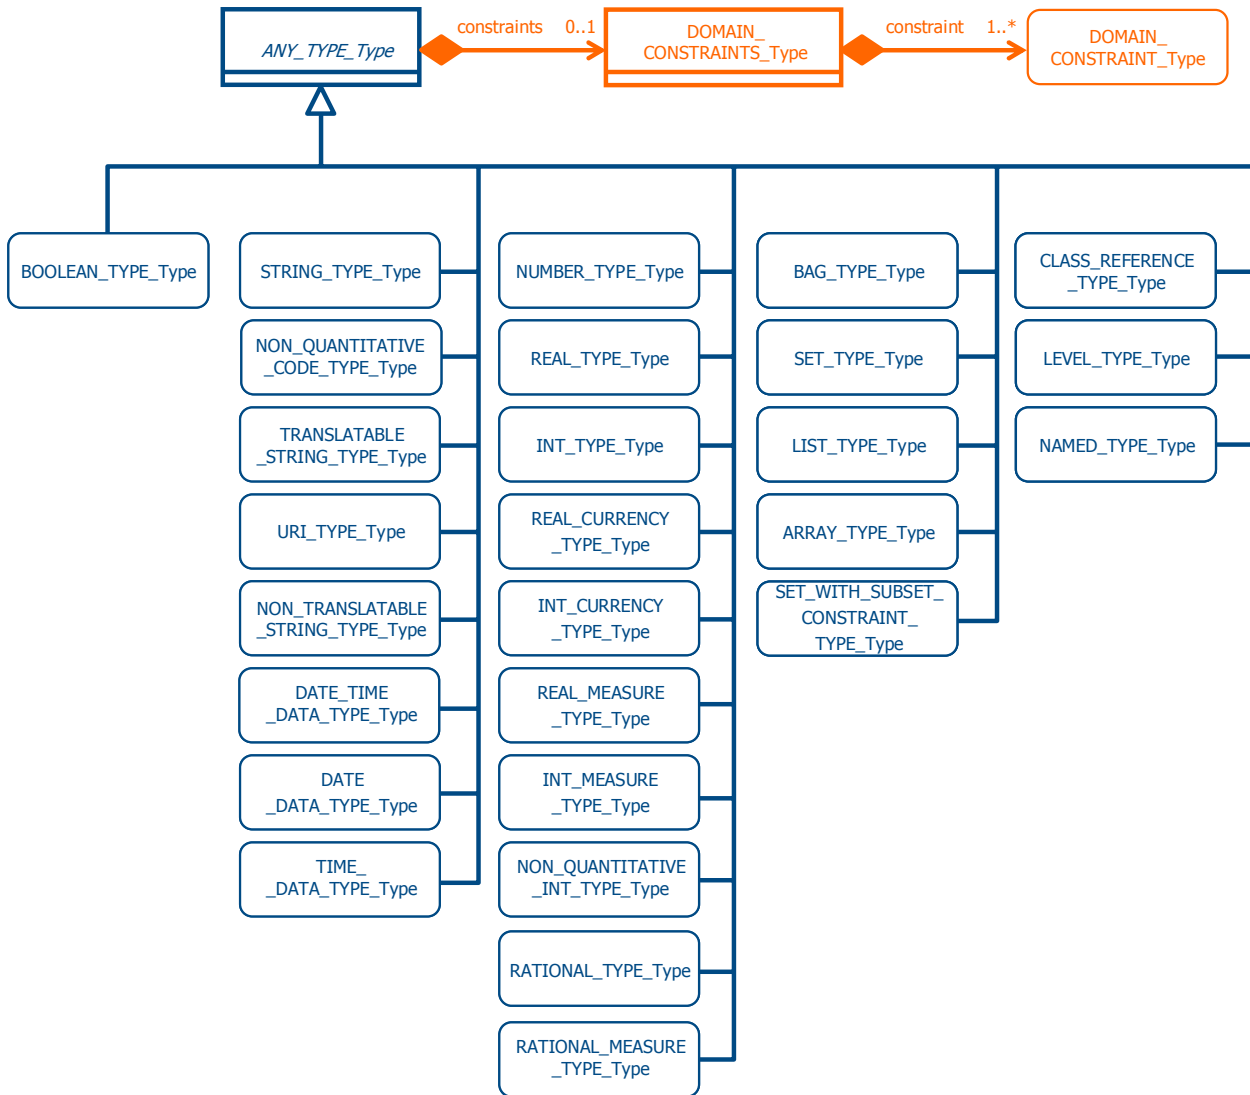 ANY_TYPE_Type
constraints 0..1
DOMAIN_
CONSTRAINTS_Type
constraint 1..*
DOMAIN_
CONSTRAINT_Type
BOOLEAN_TYPE_Type
STRING_TYPE_Type
NON_QUANTITATIVE
_CODE_TYPE_Type
TRANSLATABLE
_STRING_TYPE_Type
URI_TYPE_Type
NON_TRANSLATABLE
_STRING_TYPE_Type
DATE_TIME
_DATA_TYPE_Type
DATE
_DATA_TYPE_Type
TIME_
_DATA_TYPE_Type
NUMBER_TYPE_Type
REAL_TYPE_Type
INT_TYPE_Type
REAL_CURRENCY
_TYPE_Type
INT_CURRENCY
_TYPE_Type
REAL_MEASURE
_TYPE_Type
INT_MEASURE
_TYPE_Type
NON_QUANTITATIVE
_INT_TYPE_Type
RATIONAL_TYPE_Type
RATIONAL_MEASURE
_TYPE_Type
BAG_TYPE_Type
SET_TYPE_Type
LIST_TYPE_Type
ARRAY_TYPE_Type
SET_WITH_SUBSET_
CONSTRAINT_
TYPE_Type
CLASS_REFERENCE
_TYPE_Type
LEVEL_TYPE_Type
NAMED_TYPE_Type